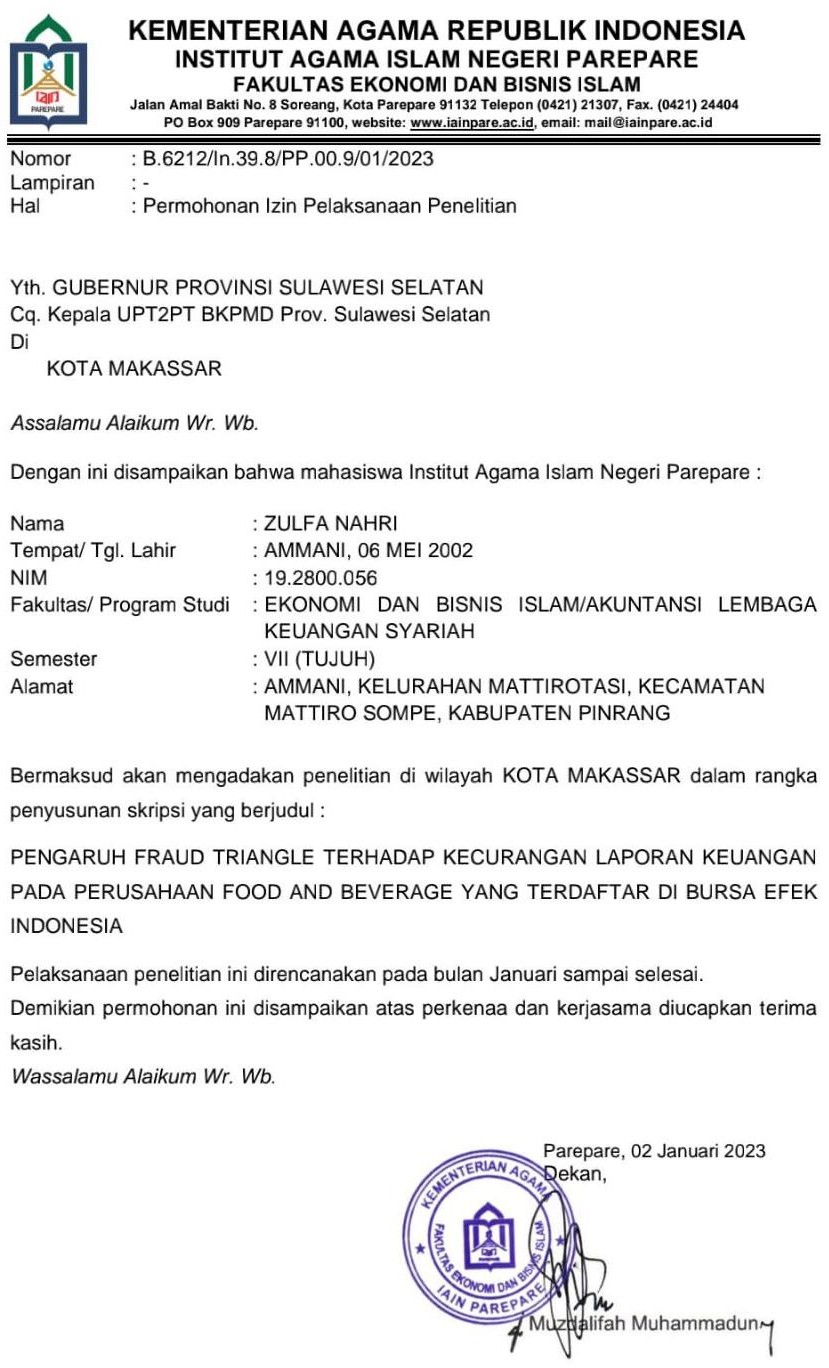 KEMENTERIAN AGAMA REPUBLIK INDONESIA
INSTITUT AGAMA ISLAM NEGERI PAREPARE
FAKULTAS EKONOMI DAN BISNIS ISLAM
Jalan Amal Bakti No. 8 Soreang, Kota Parepare 91132 Telepon (0421) 21307, Fax. (0421) 24404
PO Box 909 Parepare 91100, website: www.iainpare.ac.id, email: mail@iainpare.ac.id
iain
PAREPARE
Nomor : B.6212/In.39.8/PP.00.9/01/2023
Lampiran : -
Hal : Permohonan Izin Pelaksanaan Penelitian
Yth. GUBERNUR PROVINSI SULAWESI SELATAN
Cq. Kepala UPT2PT BKPMD Prov. Sulawesi Selatan
Di
KOTA MAKASSAR
Assalamu Alaikum Wr. Wb.
Dengan ini disampaikan bahwa mahasiswa Institut Agama Islam Negeri Parepare :
Nama : ZULFA NAHRI
Tempat/ Tgl. Lahir : AMMANI, 06 MEI 2002
NIM : 19.2800.056
Fakultas/ Program Studi : EKONOMI DAN BISNIS ISLAM/AKUNTANSI LEMBAGA
KEUANGAN SYARIAH
Semester : VII (TUJUH)
Alamat : AMMANI, KELURAHAN MATTIROTASI, KECAMATAN
MATTIRO SOMPE, KABUPATEN PINRANG
Bermaksud akan mengadakan penelitian di wilayah KOTA MAKASSAR dalam rangka
penyusunan skripsi yang berjudul :
PENGARUH FRAUD TRIANGLE TERHADAP KECURANGAN LAPORAN KEUANGAN
PADA PERUSAHAAN FOOD AND BEVERAGE YANG TERDAFTAR DI BURSA EFEK
INDONESIA
Pelaksanaan penelitian ini direncanakan pada bulan Januari sampai selesai.
Demikian permohonan ini disampaikan atas perkenaa dan kerjasama diucapkan terima
kasih.
Wassalamu Alaikum Wr. Wb.
Parepare, 02 Januari 2023
Dekan,
KEMENTERIAN AGAMA
FAKULTAS EKONOMI DAN BISNIS ISLAM
IAIN PAREPARE
Muzdalifah Muhammadun